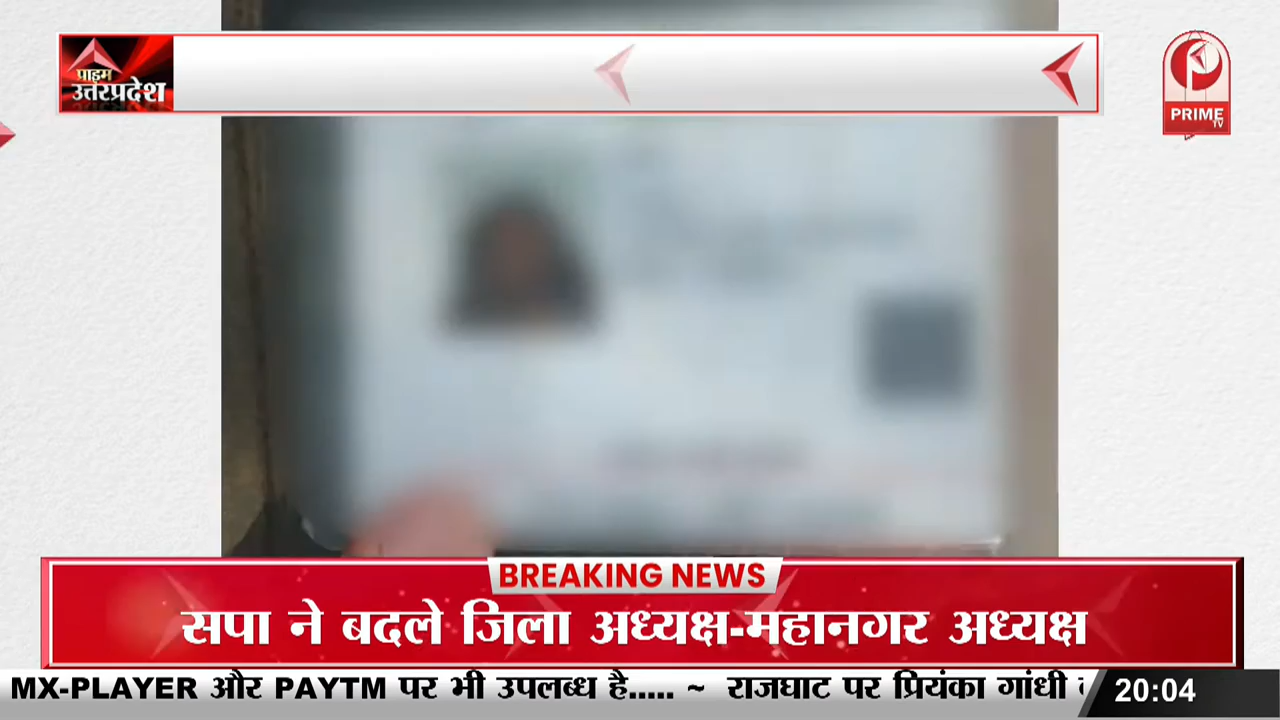 प्राइम
उत्तरप्रदेश
PRIME
TV
BREAKING NEWS
सपा ने बदले जिला अध्यक्ष-महानगर अध्यक्ष
MX-PLAYER और PAYTM पर भी उपलब्ध है..... ~ राजघाट पर प्रियंका गांधी
20:04